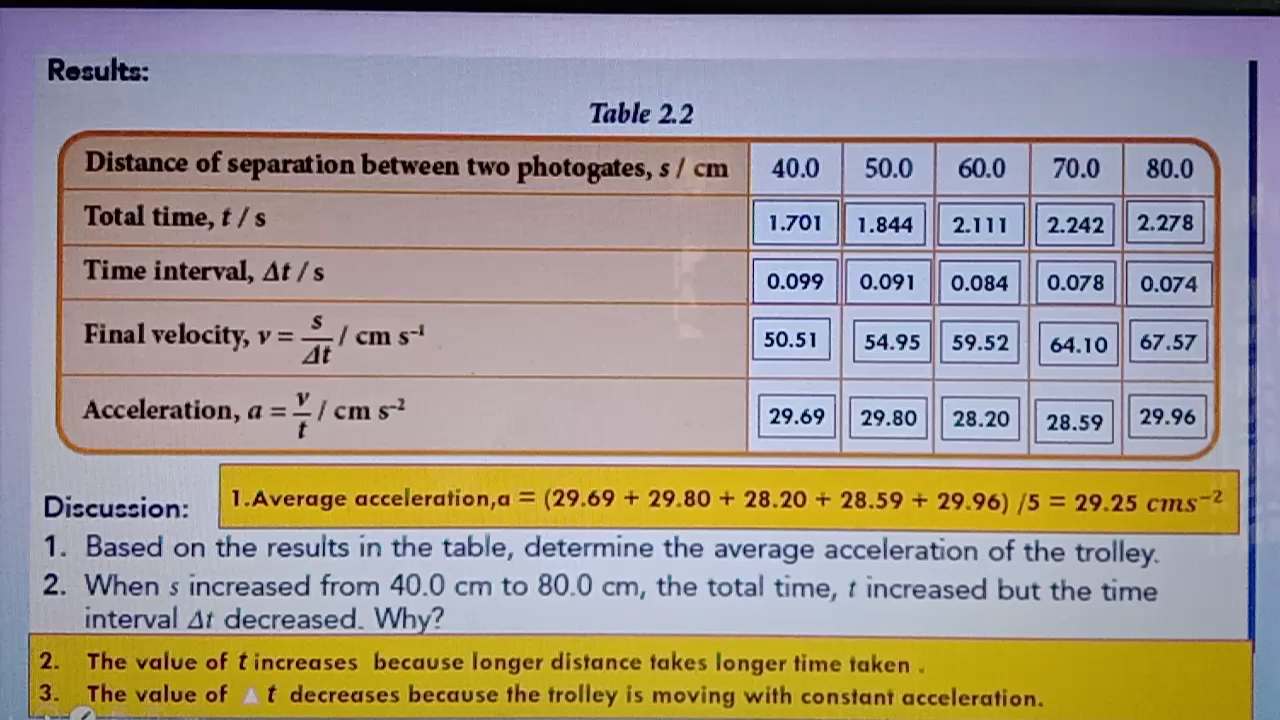 Results:
Table 2.2
Distance of separation between two photogates, s / cm 40.0 50.0 60.0 70.0 80.0
Total time, t / s 1.701 1.844 2.111 2.242 2.278
Time interval, Δt / s 0.099 0.091 0.084 0.078 0.074
Final velocity, v = s/Δt / cm s⁻¹ 50.51 54.95 59.52 64.10 67.57
Acceleration, a = v/t / cm s⁻² 29.69 29.80 28.20 28.59 29.96
1.Average acceleration,a = (29.69 + 29.80 + 28.20 + 28.59 + 29.96) /5 = 29.25 cms⁻²
Discussion:
1. Based on the results in the table, determine the average acceleration of the trolley.
2. When s increased from 40.0 cm to 80.0 cm, the total time, t increased but the time
interval Δt decreased. Why?
2. The value of t increases because longer distance takes longer time taken .
3. The value of Δ t decreases because the trolley is moving with constant acceleration.